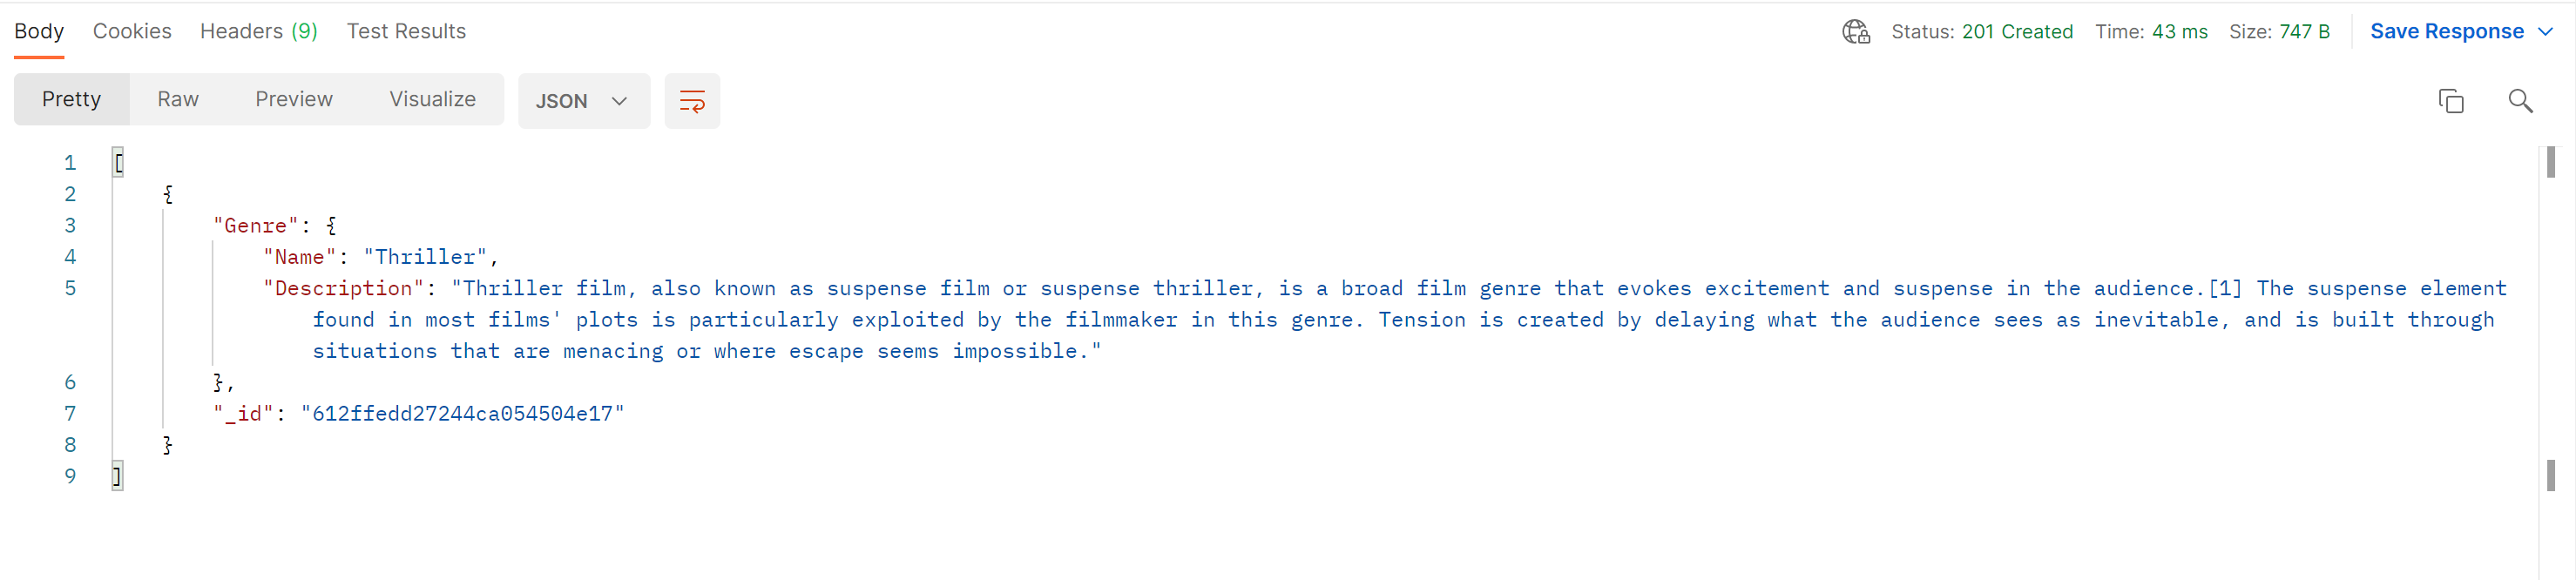 Body Cookies Headers (9) Test Results Status: 201 Created Time: 43 ms Size: 747 B Save Response
Pretty Raw Preview Visualize JSON
1 [
2 {
3 "Genre": {
4 "Name": "Thriller",
5 "Description": "Thriller film, also known as suspense film or suspense thriller, is a broad film genre that evokes excitement and suspense in the audience.[1] The suspense element
found in most films' plots is particularly exploited by the filmmaker in this genre. Tension is created by delaying what the audience sees as inevitable, and is built through
situations that are menacing or where escape seems impossible."
6 },
7 "_id": "612ffedd27244ca054504e17"
8 }
9 ]